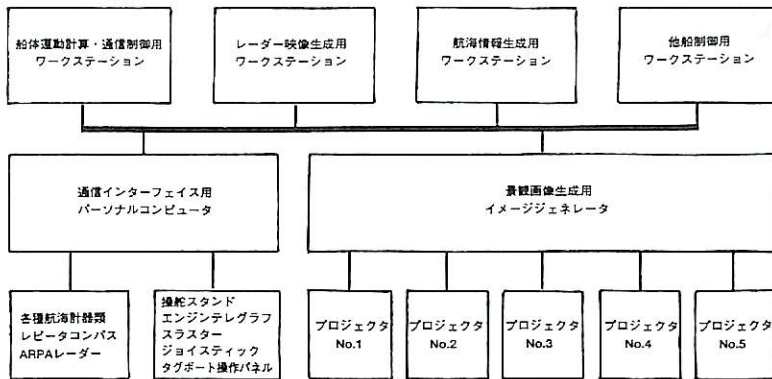 船体運動計算・通信制御用
ワークステーション
レーダー映像生成用
ワークステーション
航海情報生成用
ワークステーション
他船制御用
ワークステーション
通信インターフェイス用
パーソナルコンピュータ
景観画像生成用
イメージジェネレータ
各種航海計器類
レピータコンパス
ARPAレーダー
操舵スタンド
エンジンテレグラフ
スラスター
ジョイスティック
タグボート操作パネル
プロジェクタ
No.1
プロジェクタ
No.2
プロジェクタ
No.3
プロジェクタ
No.4
プロジェクタ
No.5